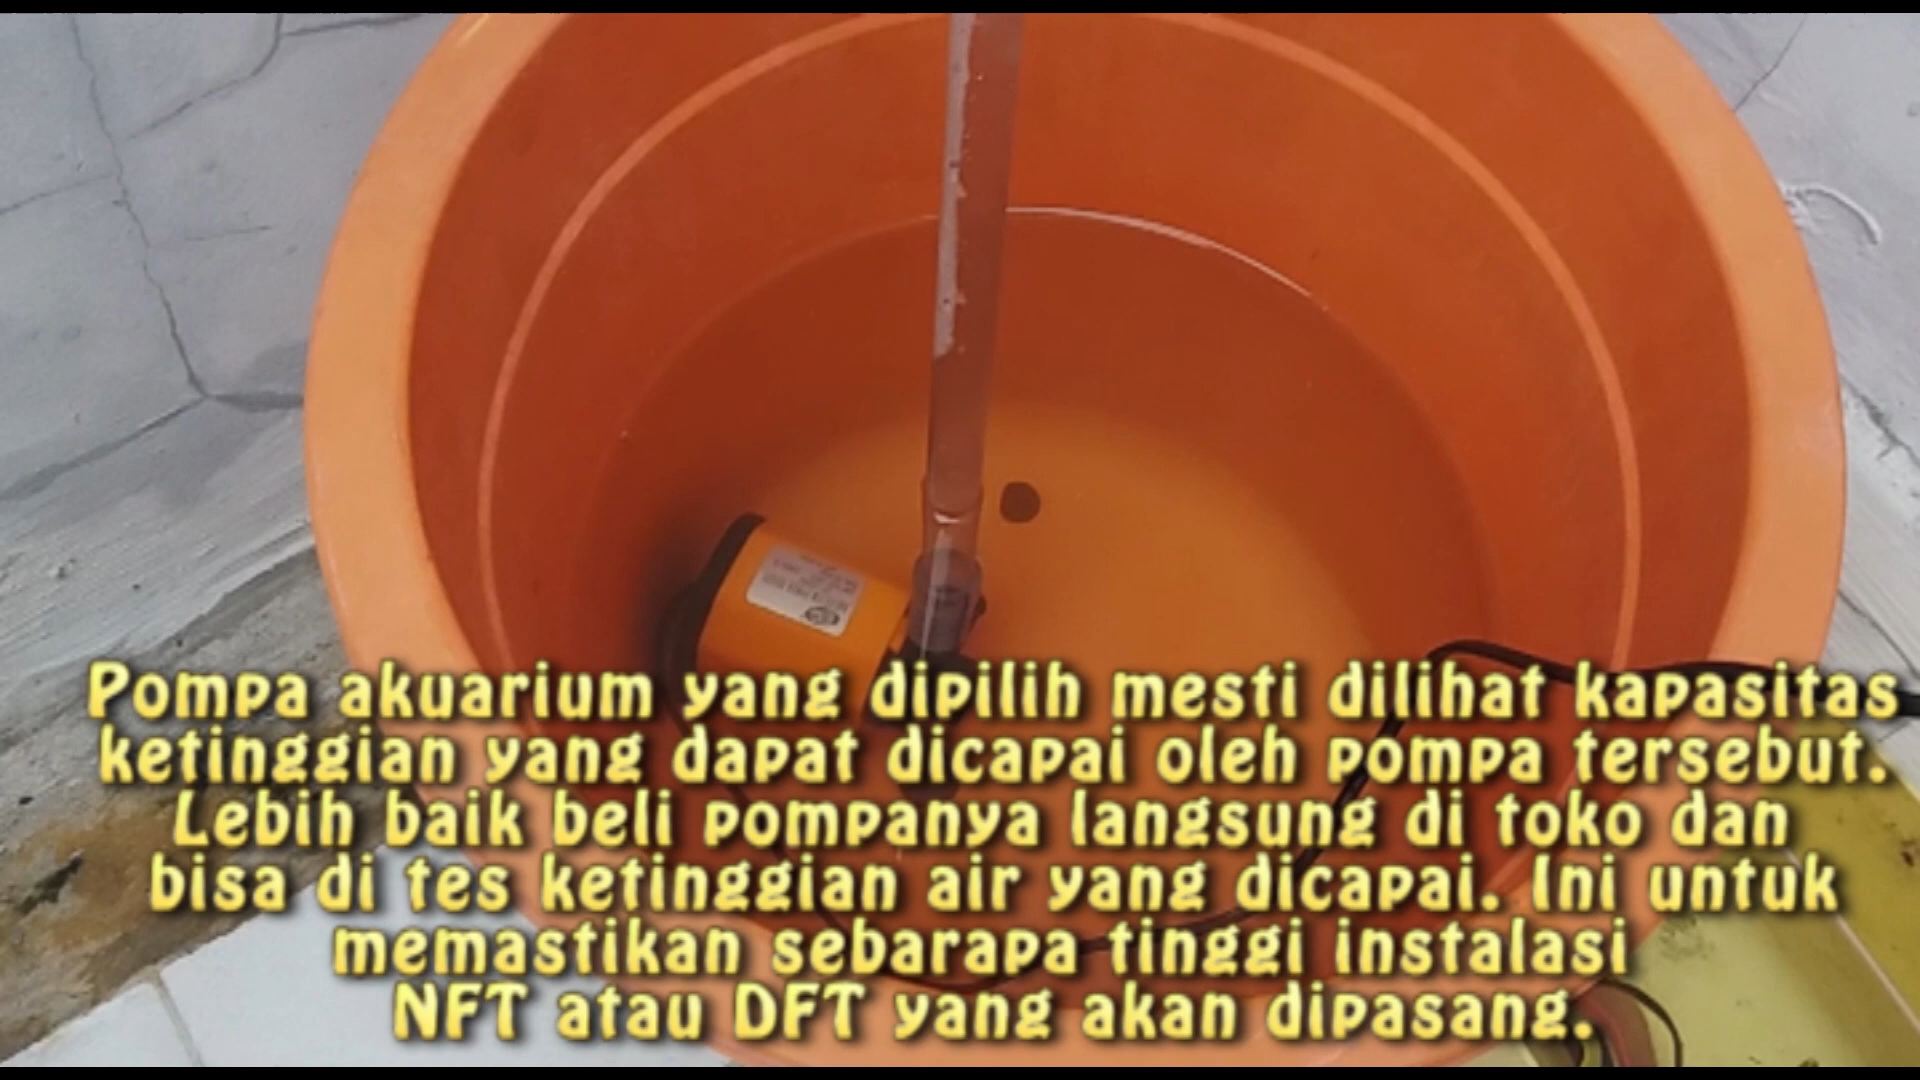 Pompa akuarium yang dipilih mesti dilihat kapasitas
ketinggian yang dapat dicapai oleh pompa tersebut.
Lebih baik beli pompanya langsung di toko dan
bisa di tes ketinggian air yang dicapai. Ini untuk
memastikan sebarapa tinggi instalasi
NFT atau DFT yang akan dipasang.